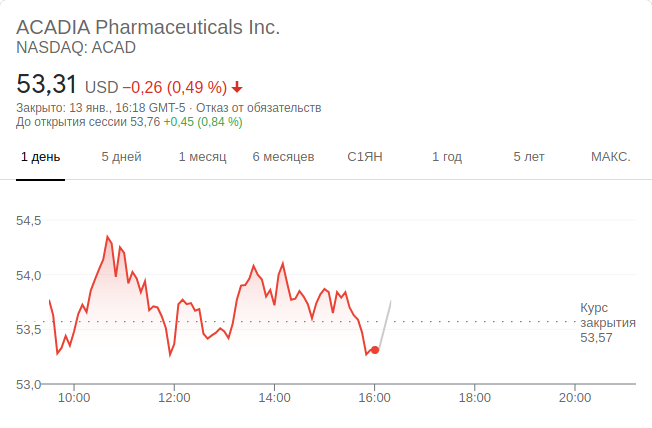 ACADIA Pharmaceuticals Inc.
NASDAQ: ACAD
53,31 USD −0,26 (0,49 %)
Закрыто: 13 янв., 16:18 GMT-5 · Отказ от обязательств
До открытия сессии 53,76 +0,45 (0,84 %)
1 день 5 дней 1 месяц 6 месяцев С1ЯН 1 год 5 лет МАКС.
54,5
54,0
53,5
53,0
Курс
закрытия
53,57
10:00 12:00 14:00 16:00 18:00 20:00